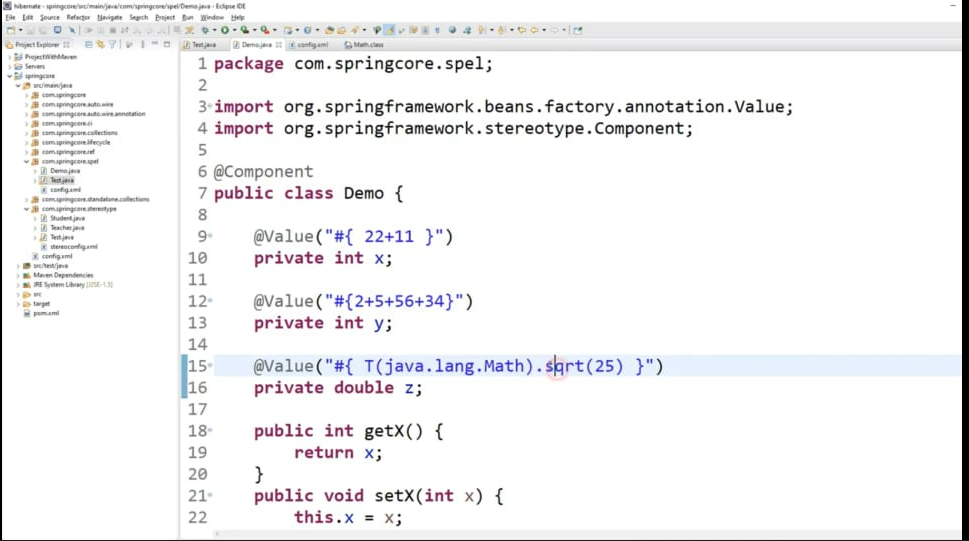 hibernate - springcore/src/main/java/com/springcore/spel/Demo.java - Eclipse IDE
File Edit Source Refactor Navigate Search Project Run Window Help
Project Explorer
Test.java Demo.java config.xml Math.class
ProjectWithMaven
Servers
springcore
src/main/java
com.springcore
com.springcore.auto.wire
com.springcore.auto.wire.annotation
com.springcore.ci
com.springcore.collections
com.springcore.lifecycle
com.springcore.ref
com.springcore.spel
Demo.java
Test.java
config.xml
com.springcore.standalone.collections
com.springcore.stereotype
Student.java
Teacher.java
Test.java
stereoconfig.xml
config.xml
src/test/java
Maven Dependencies
JRE System Library [J2SE-1.5]
src
target
pom.xml
1 package com.springcore.spel;
2
3 import org.springframework.beans.factory.annotation.Value;
4 import org.springframework.stereotype.Component;
5
6 @Component
7 public class Demo {
8
9 @Value("#{ 22+11 }")
10 private int x;
11
12 @Value("#{2+5+56+34}")
13 private int y;
14
15 @Value("#{ T(java.lang.Math).sqrt(25) }")
16 private double z;
17
18 public int getX() {
19 return x;
20 }
21 public void setX(int x) {
22 this.x = x;